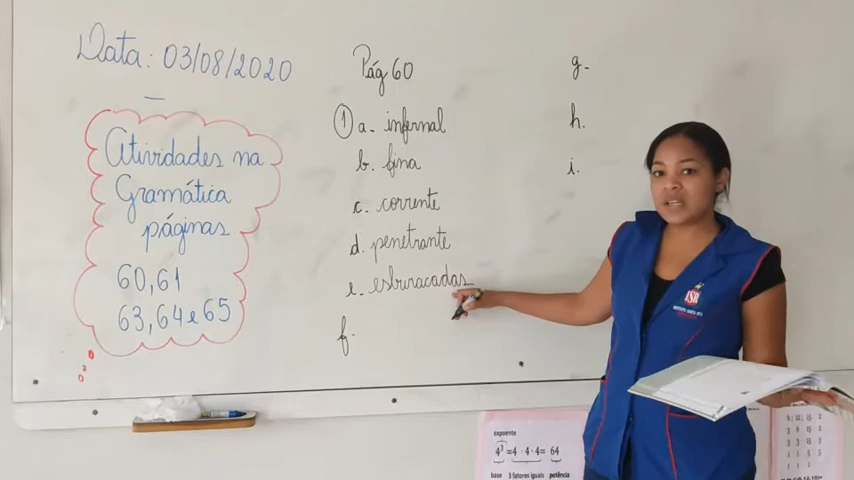 Data: 03/08/2020
Atividades na
Gramática
páginas
60, 61
63, 64 e 65
Pág 60
1 a. infernal
b. fina
c. corrente
d. penetrante
e. esburacadas
f.
g.
h.
i.
ISR
expoente
4³ = 4 · 4 · 4 = 64
base 3 fatores iguais potência